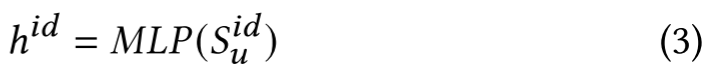 h^{id} = MLP(S_u^{id}) (3)